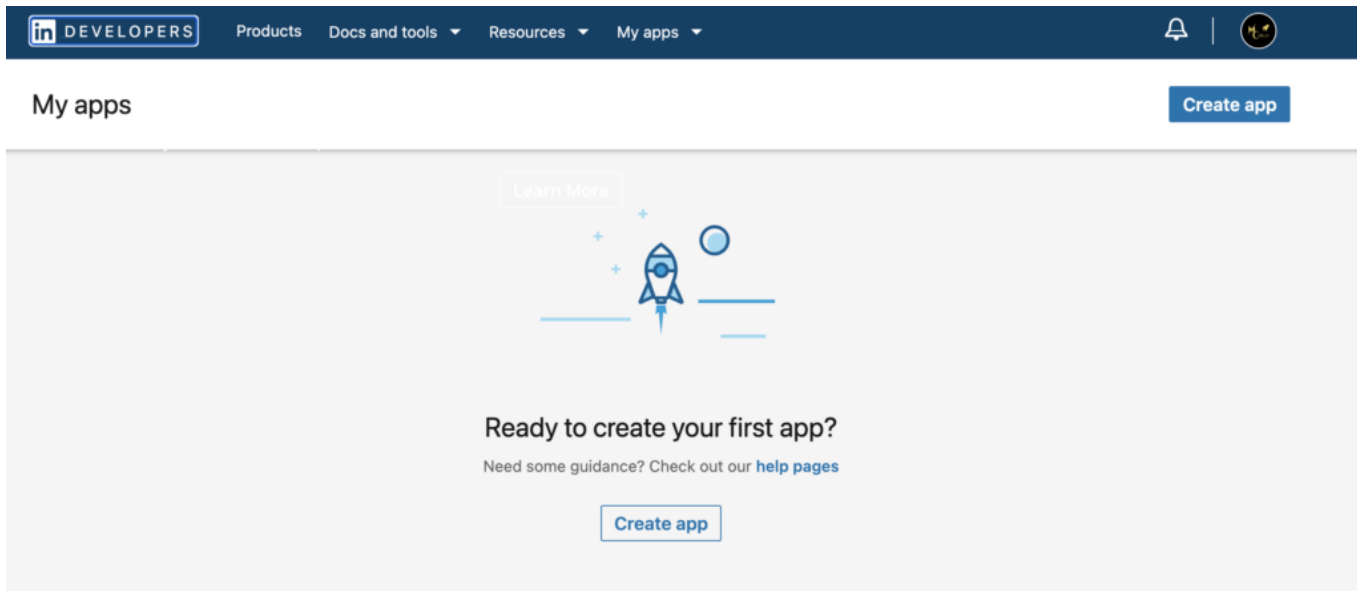 in DEVELOPERS Products Docs and tools Resources My apps
My apps Create app
Learn More
Ready to create your first app?
Need some guidance? Check out our help pages
Create app